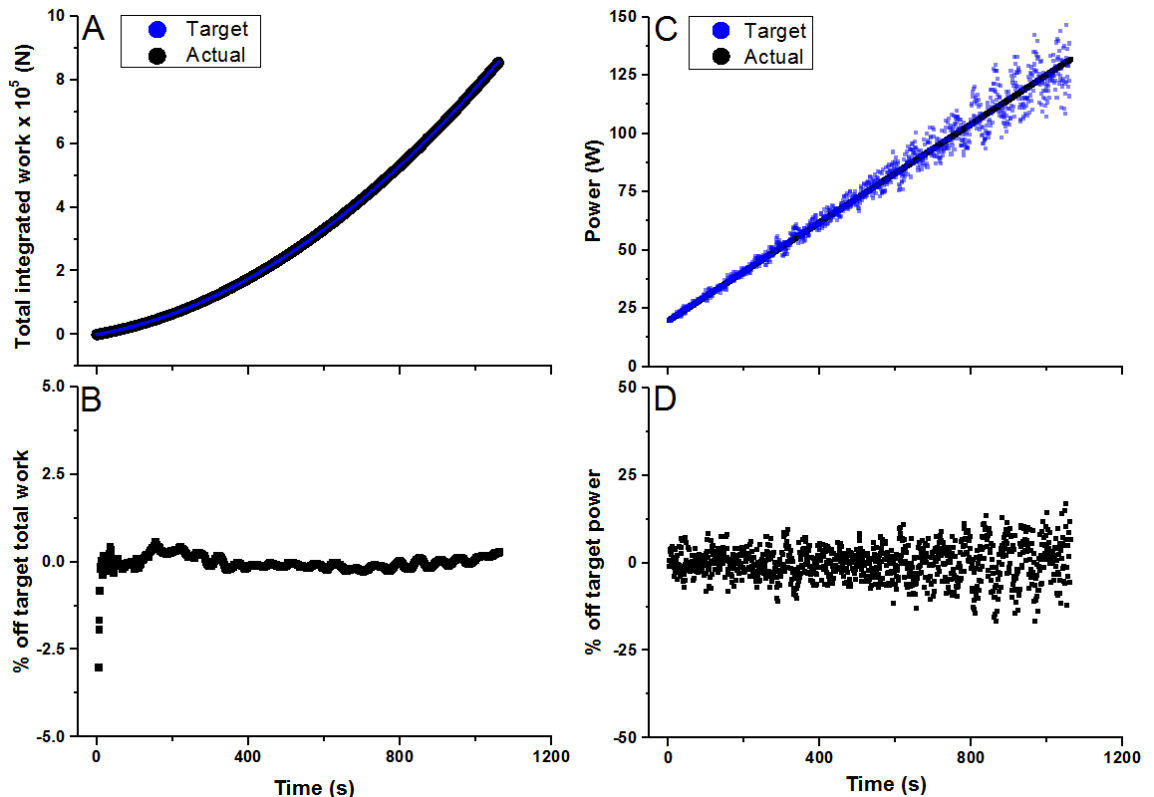 A
Target
Actual
Total integrated work x 10⁵ (N)
10
8
6
4
2
0
B
% off target total work
5.0
2.5
0.0
-2.5
-5.0
0
400
800
1200
Time (s)
C
Target
Actual
Power (W)
150
125
100
75
50
25
0
D
% off target power
50
25
0
-25
-50
0
400
800
1200
Time (s)